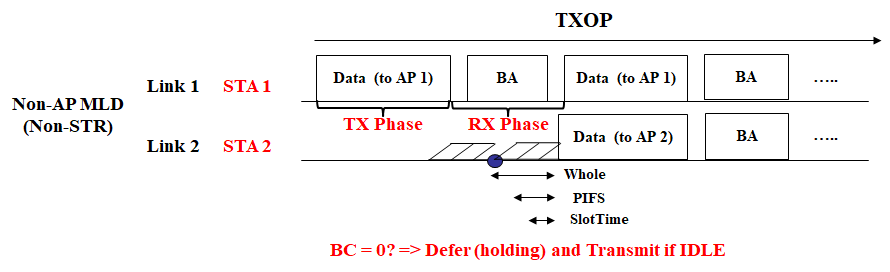 TXOP
Link 1 STA 1 Data (to AP 1) BA Data (to AP 1) BA …..
Non-AP MLD
(Non-STR)
TX Phase RX Phase
Link 2 STA 2 Data (to AP 2) BA …..
Whole
PIFS
SlotTime
BC = 0? => Defer (holding) and Transmit if IDLE